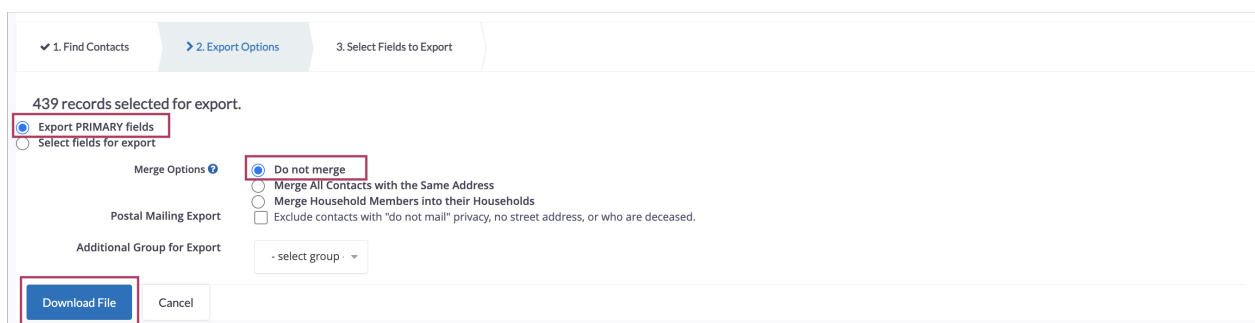 ✔ 1. Find Contacts 2. Export Options 3. Select Fields to Export
439 records selected for export.
Export PRIMARY fields
Select fields for export
Merge Options Do not merge
Merge All Contacts with the Same Address
Merge Household Members into their Households
Postal Mailing Export Exclude contacts with "do not mail" privacy, no street address, or who are deceased.
Additional Group for Export - select group -
Download File Cancel